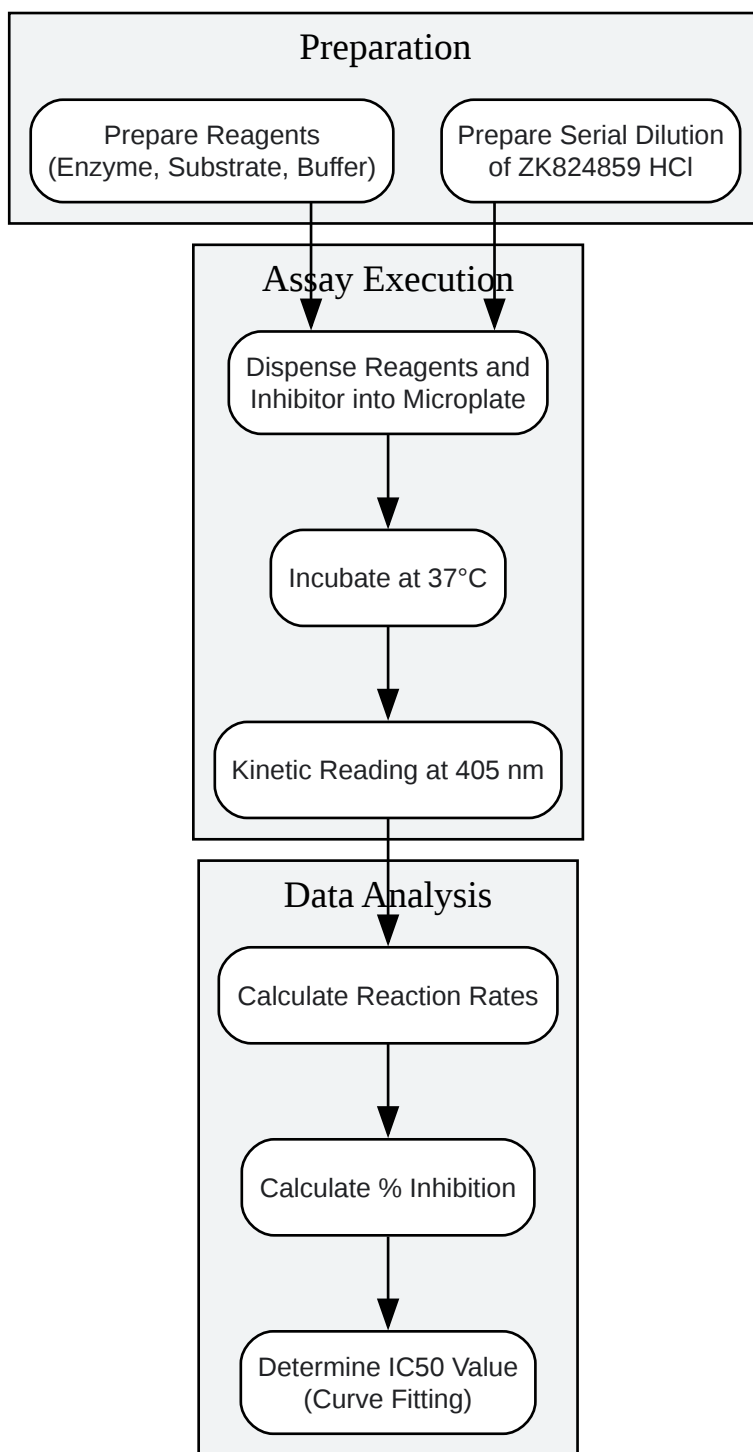 Preparation
Prepare Reagents
(Enzyme, Substrate, Buffer)
Prepare Serial Dilution
of ZK824859 HCl
Assay Execution
Dispense Reagents and
Inhibitor into Microplate
Incubate at 37°C
Kinetic Reading at 405 nm
Data Analysis
Calculate Reaction Rates
Calculate % Inhibition
Determine IC50 Value
(Curve Fitting)